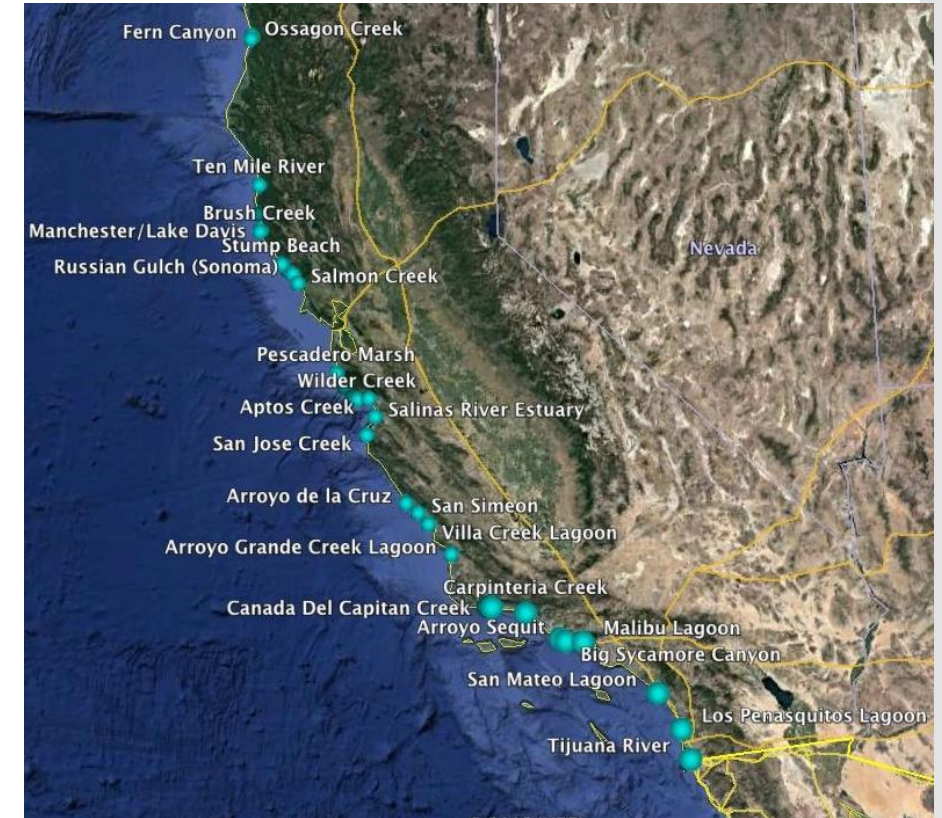 Fern Canyon
Ossagon Creek
Ten Mile River
Brush Creek
Manchester/Lake Davis
Stump Beach
Russian Gulch (Sonoma)
Salmon Creek
Nevada
Pescadero Marsh
Wilder Creek
Aptos Creek
Salinas River Estuary
San Jose Creek
Arroyo de la Cruz
San Simeon
Villa Creek Lagoon
Arroyo Grande Creek Lagoon
Carpinteria Creek
Canada Del Capitan Creek
Arroyo Sequit
Malibu Lagoon
Big Sycamore Canyon
San Mateo Lagoon
Los Penasquitos Lagoon
Tijuana River